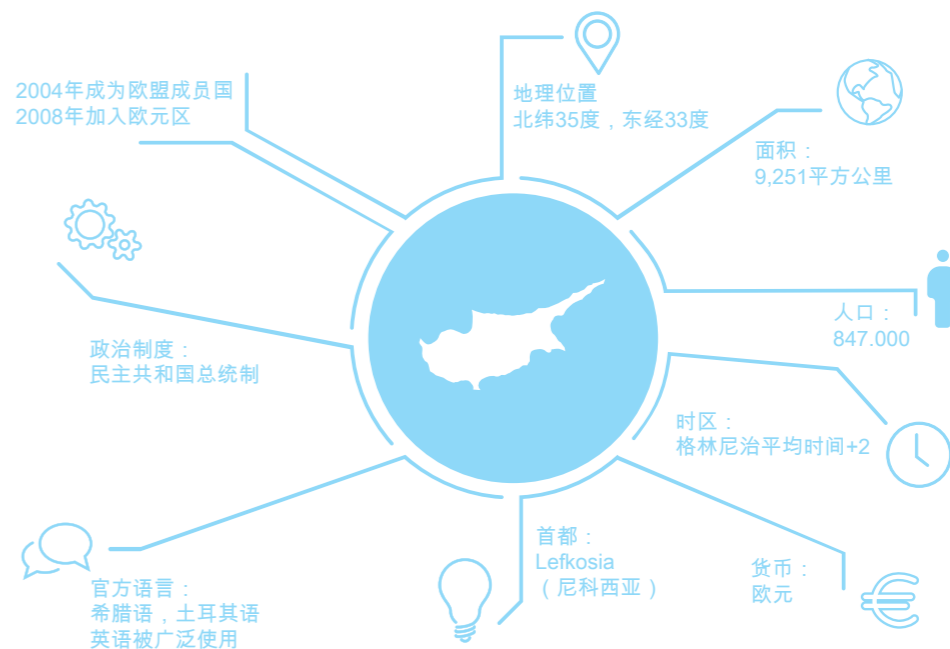 2004年成为欧盟成员国
2008年加入欧元区
地理位置
北纬35度，东经33度
面积：
9,251平方公里
人口：
847.000
政治制度：
民主共和国总统制
时区：
格林尼治平均时间+2
首都：
Lefkosia
（尼科西亚）
货币：
欧元
官方语言：
希腊语，土耳其语
英语被广泛使用